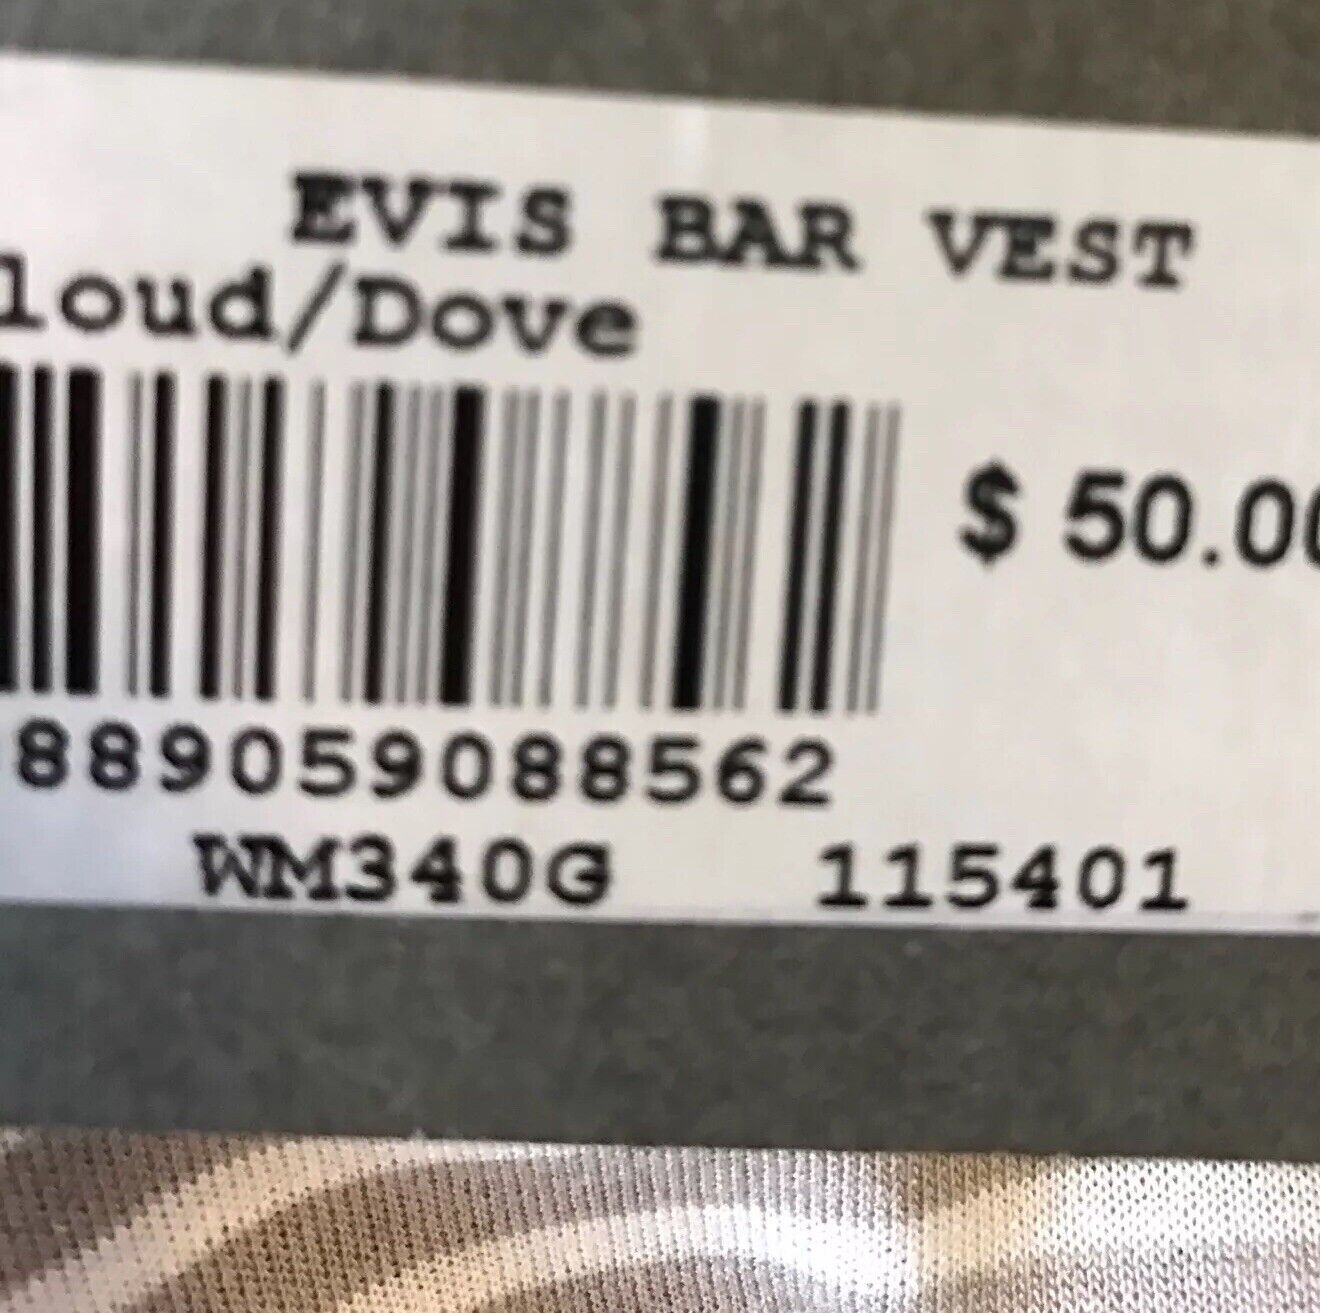 EVIS BAR VEST
loud/Dove
$ 50.00
889059088562
WM340G 115401